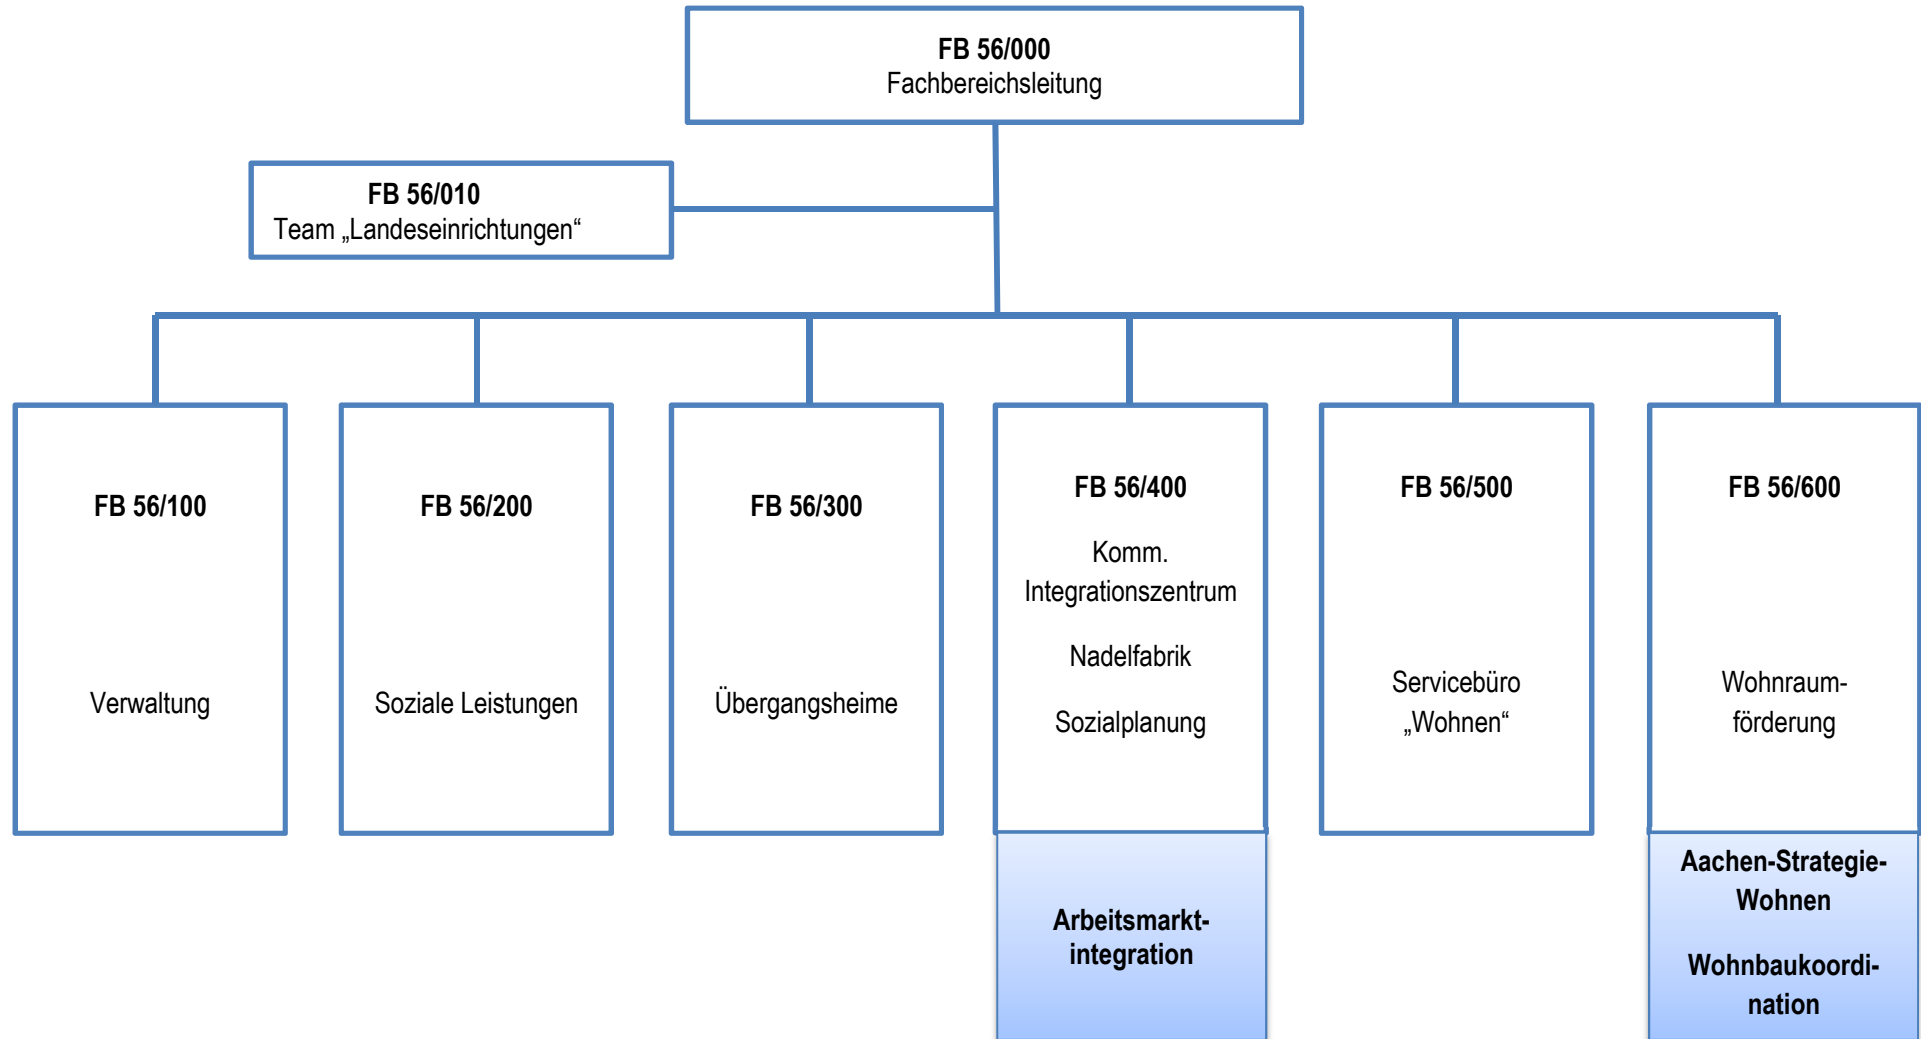 FB 56/000
Fachbereichsleitung
FB 56/010
Team „Landeseinrichtungen“
FB 56/100
Verwaltung
FB 56/200
Soziale Leistungen
FB 56/300
Übergangsheime
FB 56/400
Komm.
Integrationszentrum
Nadelfabrik
Sozialplanung
Arbeitsmarkt-
integration
FB 56/500
Servicebüro
„Wohnen“
FB 56/600
Wohnraum-
förderung
Aachen-Strategie-
Wohnen
Wohnbaukoordi-
nation